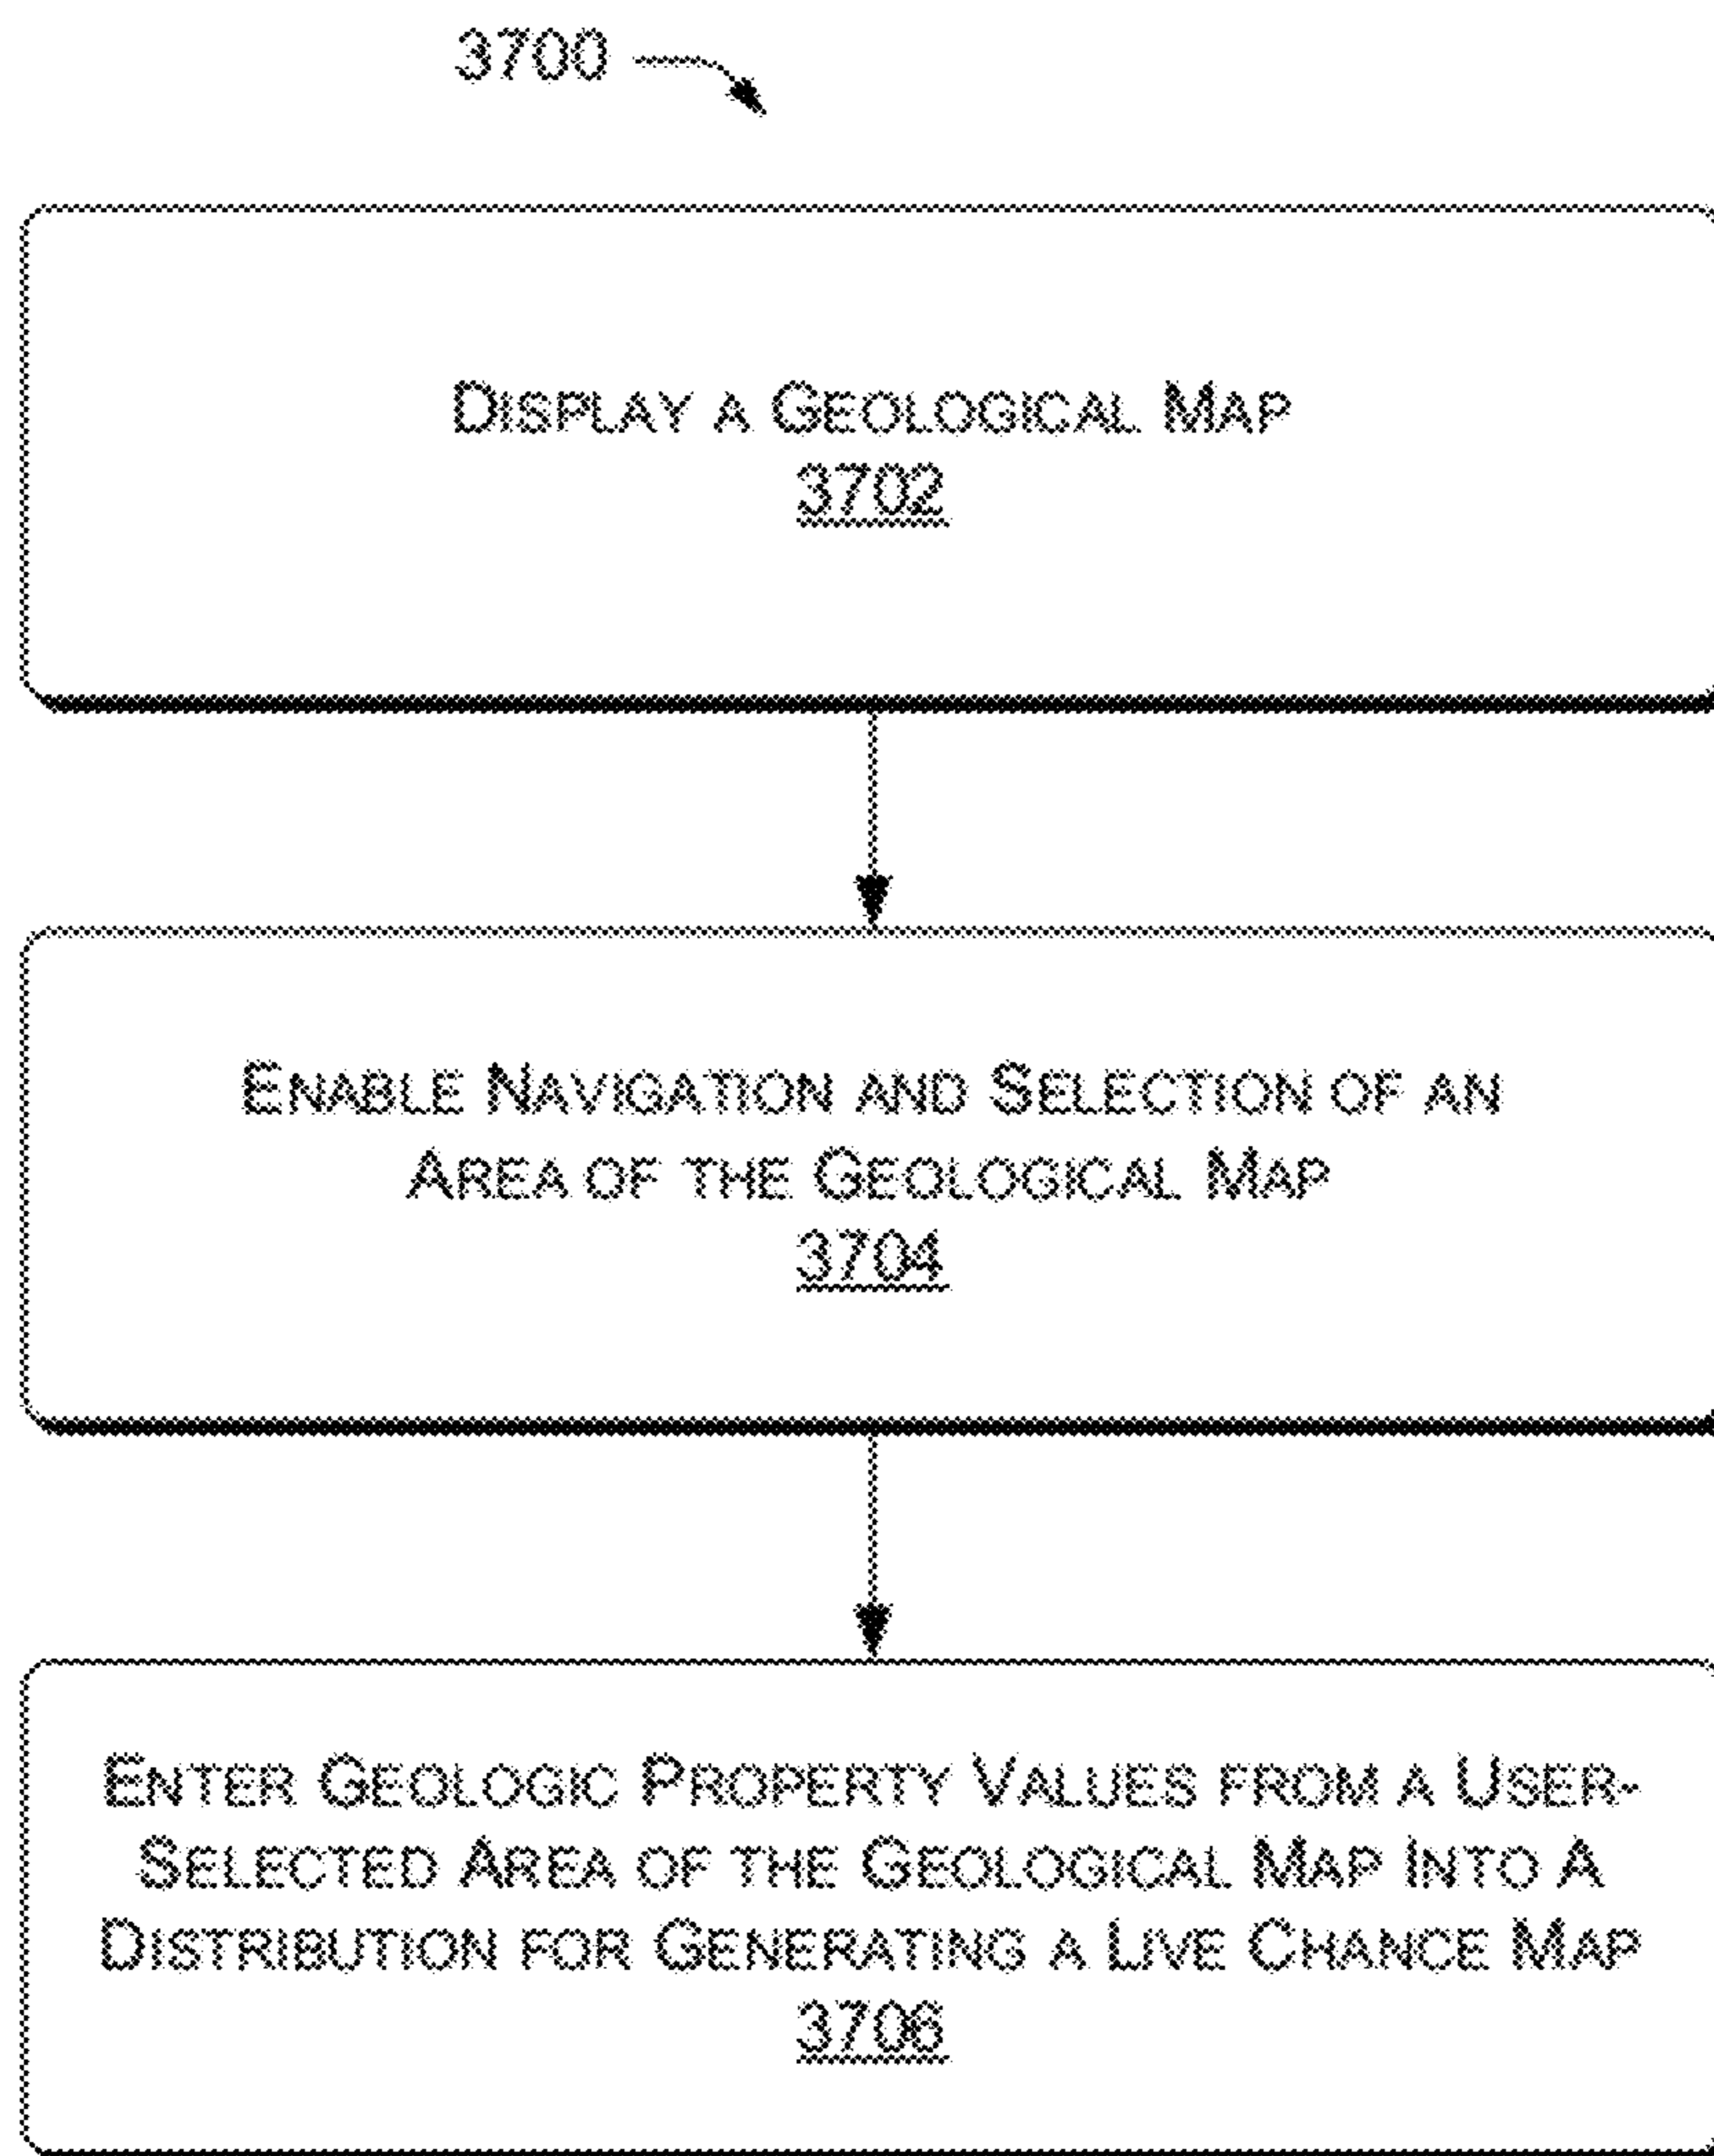 3700
Display a Geological Map
3702
Enable Navigation and Selection of an
Area of the Geological Map
3704
Enter Geologic Property Values from a User-
Selected Area of the Geological Map Into A
Distribution for Generating a Live Chance Map
3706